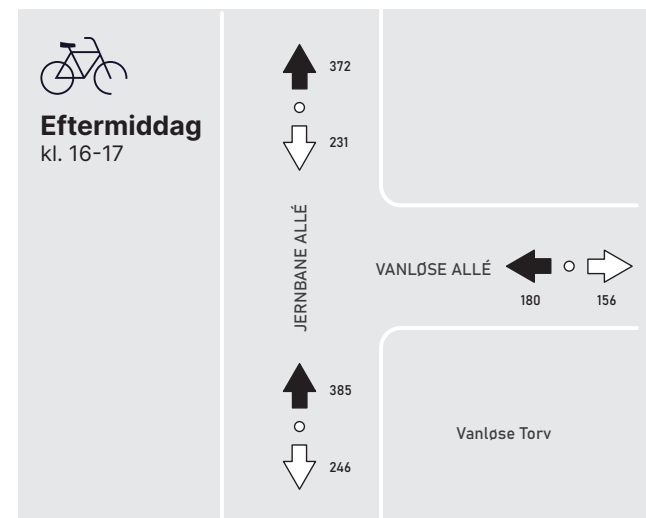 Eftermiddag
kl. 16-17
372
231
JERNBANE ALLÉ
VANLØSE ALLÉ
180
156
385
246
Vanløse Torv